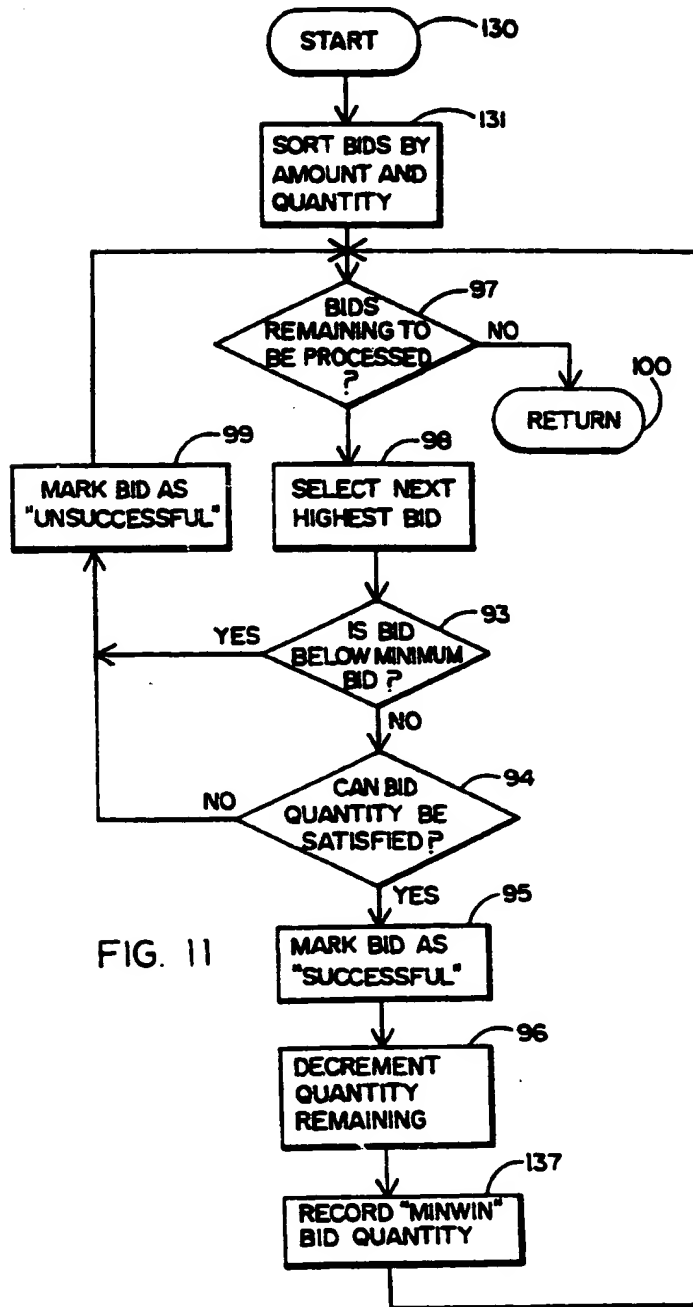 START
130
131
SORT BIDS BY
AMOUNT AND
QUANTITY
97
BIDS
REMAINING TO
BE PROCESSED
?
NO
100
RETURN
99
MARK BID AS
"UNSUCCESSFUL"
98
SELECT NEXT
HIGHEST BID
93
YES
IS BID
BELOW MINIMUM
BID ?
NO
94
NO
CAN BID
QUANTITY BE
SATISFIED ?
YES
95
FIG. 11
MARK BID AS
"SUCCESSFUL"
96
DECREMENT
QUANTITY
REMAINING
137
RECORD "MINWIN"
BID QUANTITY